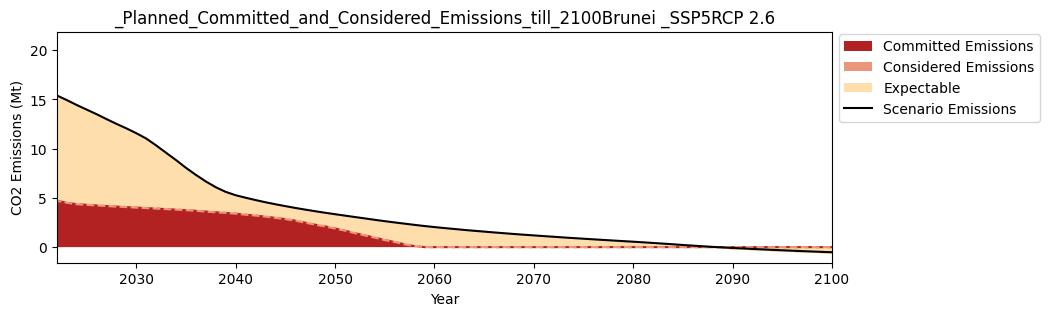 _Planned_Committed_and_Considered_Emissions_till_2100Brunei _SSP5RCP 2.6
Committed Emissions
Considered Emissions
Expectable
Scenario Emissions
CO2 Emissions (Mt)
20
15
10
5
0
2030 2040 2050 2060 2070 2080 2090 2100
Year